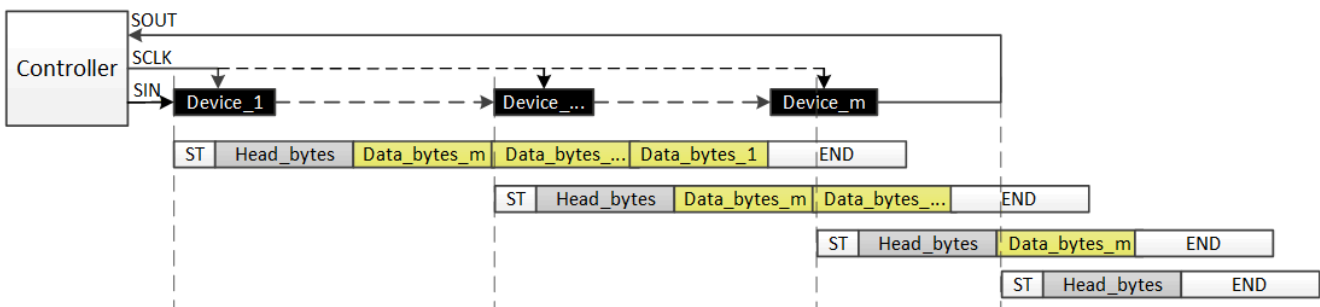 SOUT
SCLK
Controller
SIN
Device_1
Device_...
Device_m
ST Head_bytes Data_bytes_m Data_bytes_... Data_bytes_1 END
ST Head_bytes Data_bytes_m Data_bytes_... END
ST Head_bytes Data_bytes_m END
ST Head_bytes END